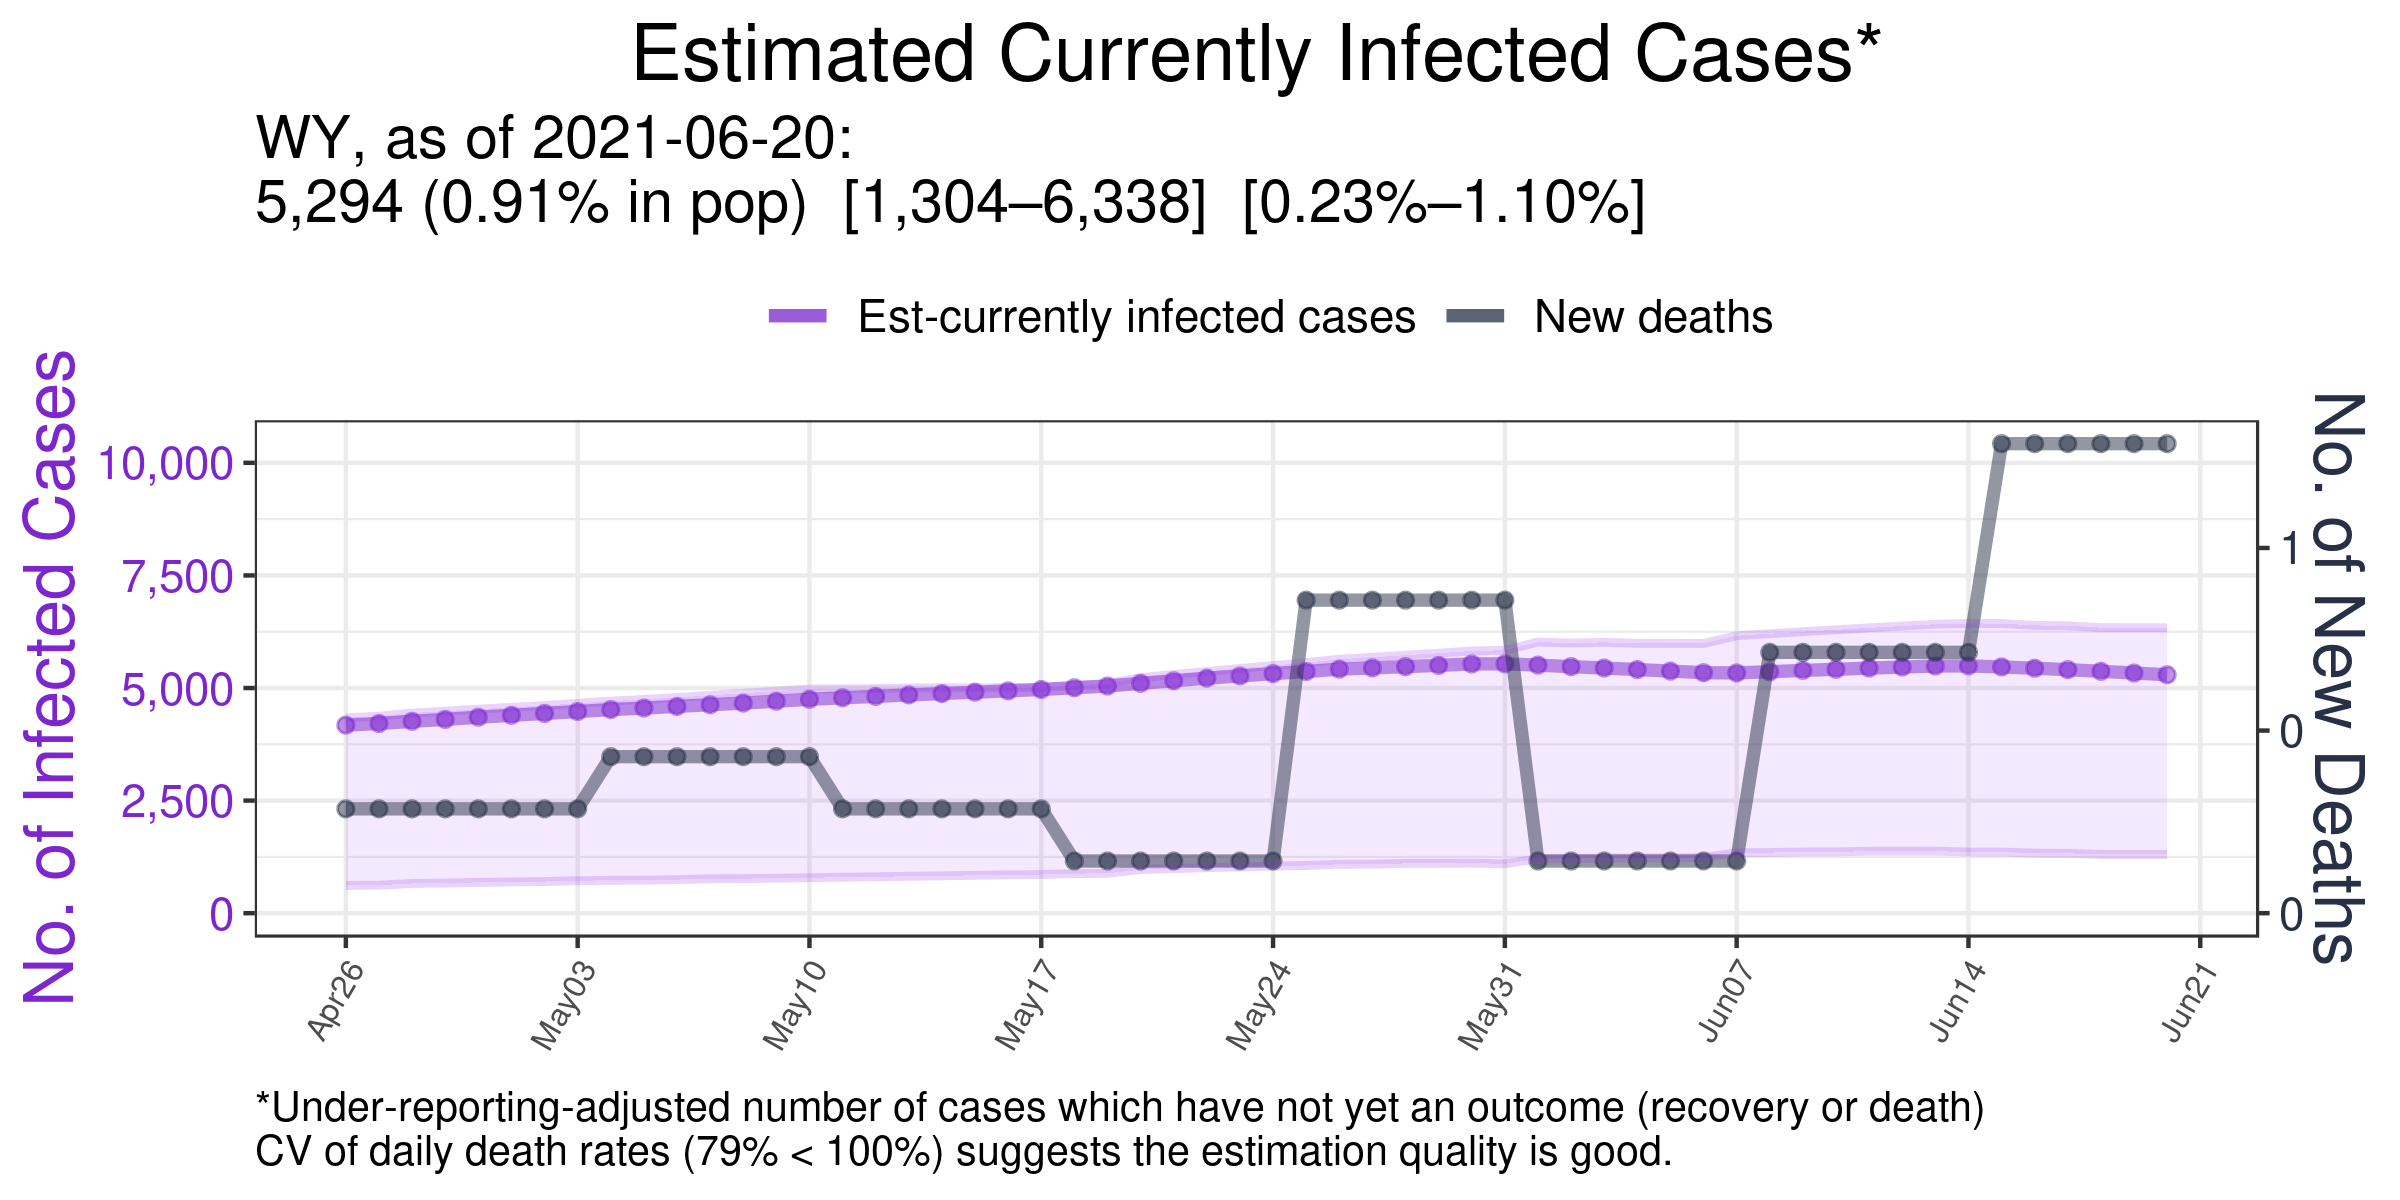 Estimated Currently Infected Cases*
WY, as of 2021-06-20:
5,294 (0.91% in pop)  [1,304–6,338]  [0.23%–1.10%]
Est-currently infected cases
New deaths
No. of Infected Cases
10,000
7,500
5,000
2,500
0
No. of New Deaths
1
0
0
Apr26
May03
May10
May17
May24
May31
Jun07
Jun14
Jun21
*Under-reporting-adjusted number of cases which have not yet an outcome (recovery or death)
CV of daily death rates (79% < 100%) suggests the estimation quality is good.